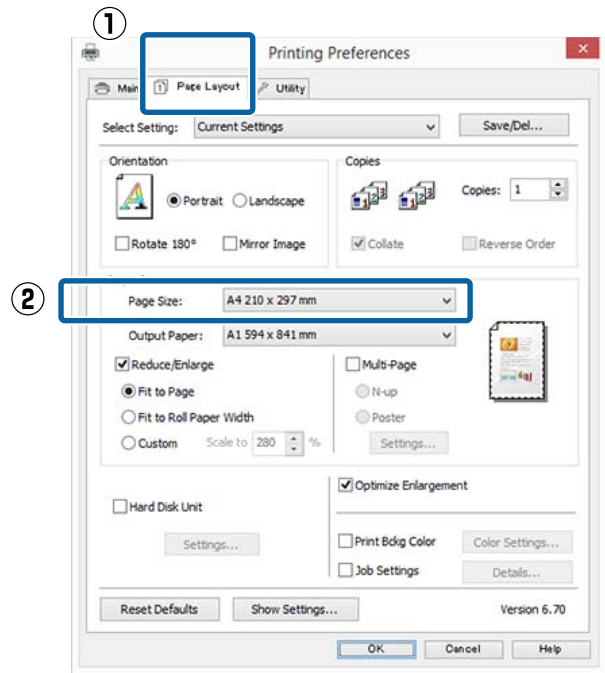 ①
Printing Preferences
Main Page Layout Utility
Select Setting: Current Settings Save/Del...
Orientation Copies
Portrait Landscape Copies: 1
Rotate 180° Mirror Image Collate Reverse Order
②
Page Size: A4 210 x 297 mm
Output Paper: A1 594 x 841 mm
Reduce/Enlarge Multi-Page
Fit to Page N-up
Fit to Roll Paper Width Poster
Custom Scale to 280 % Settings...
Optimize Enlargement
Hard Disk Unit
Settings... Print Bckg Color Color Settings...
Job Settings Details...
Reset Defaults Show Settings... Version 6.70
OK Cancel Help